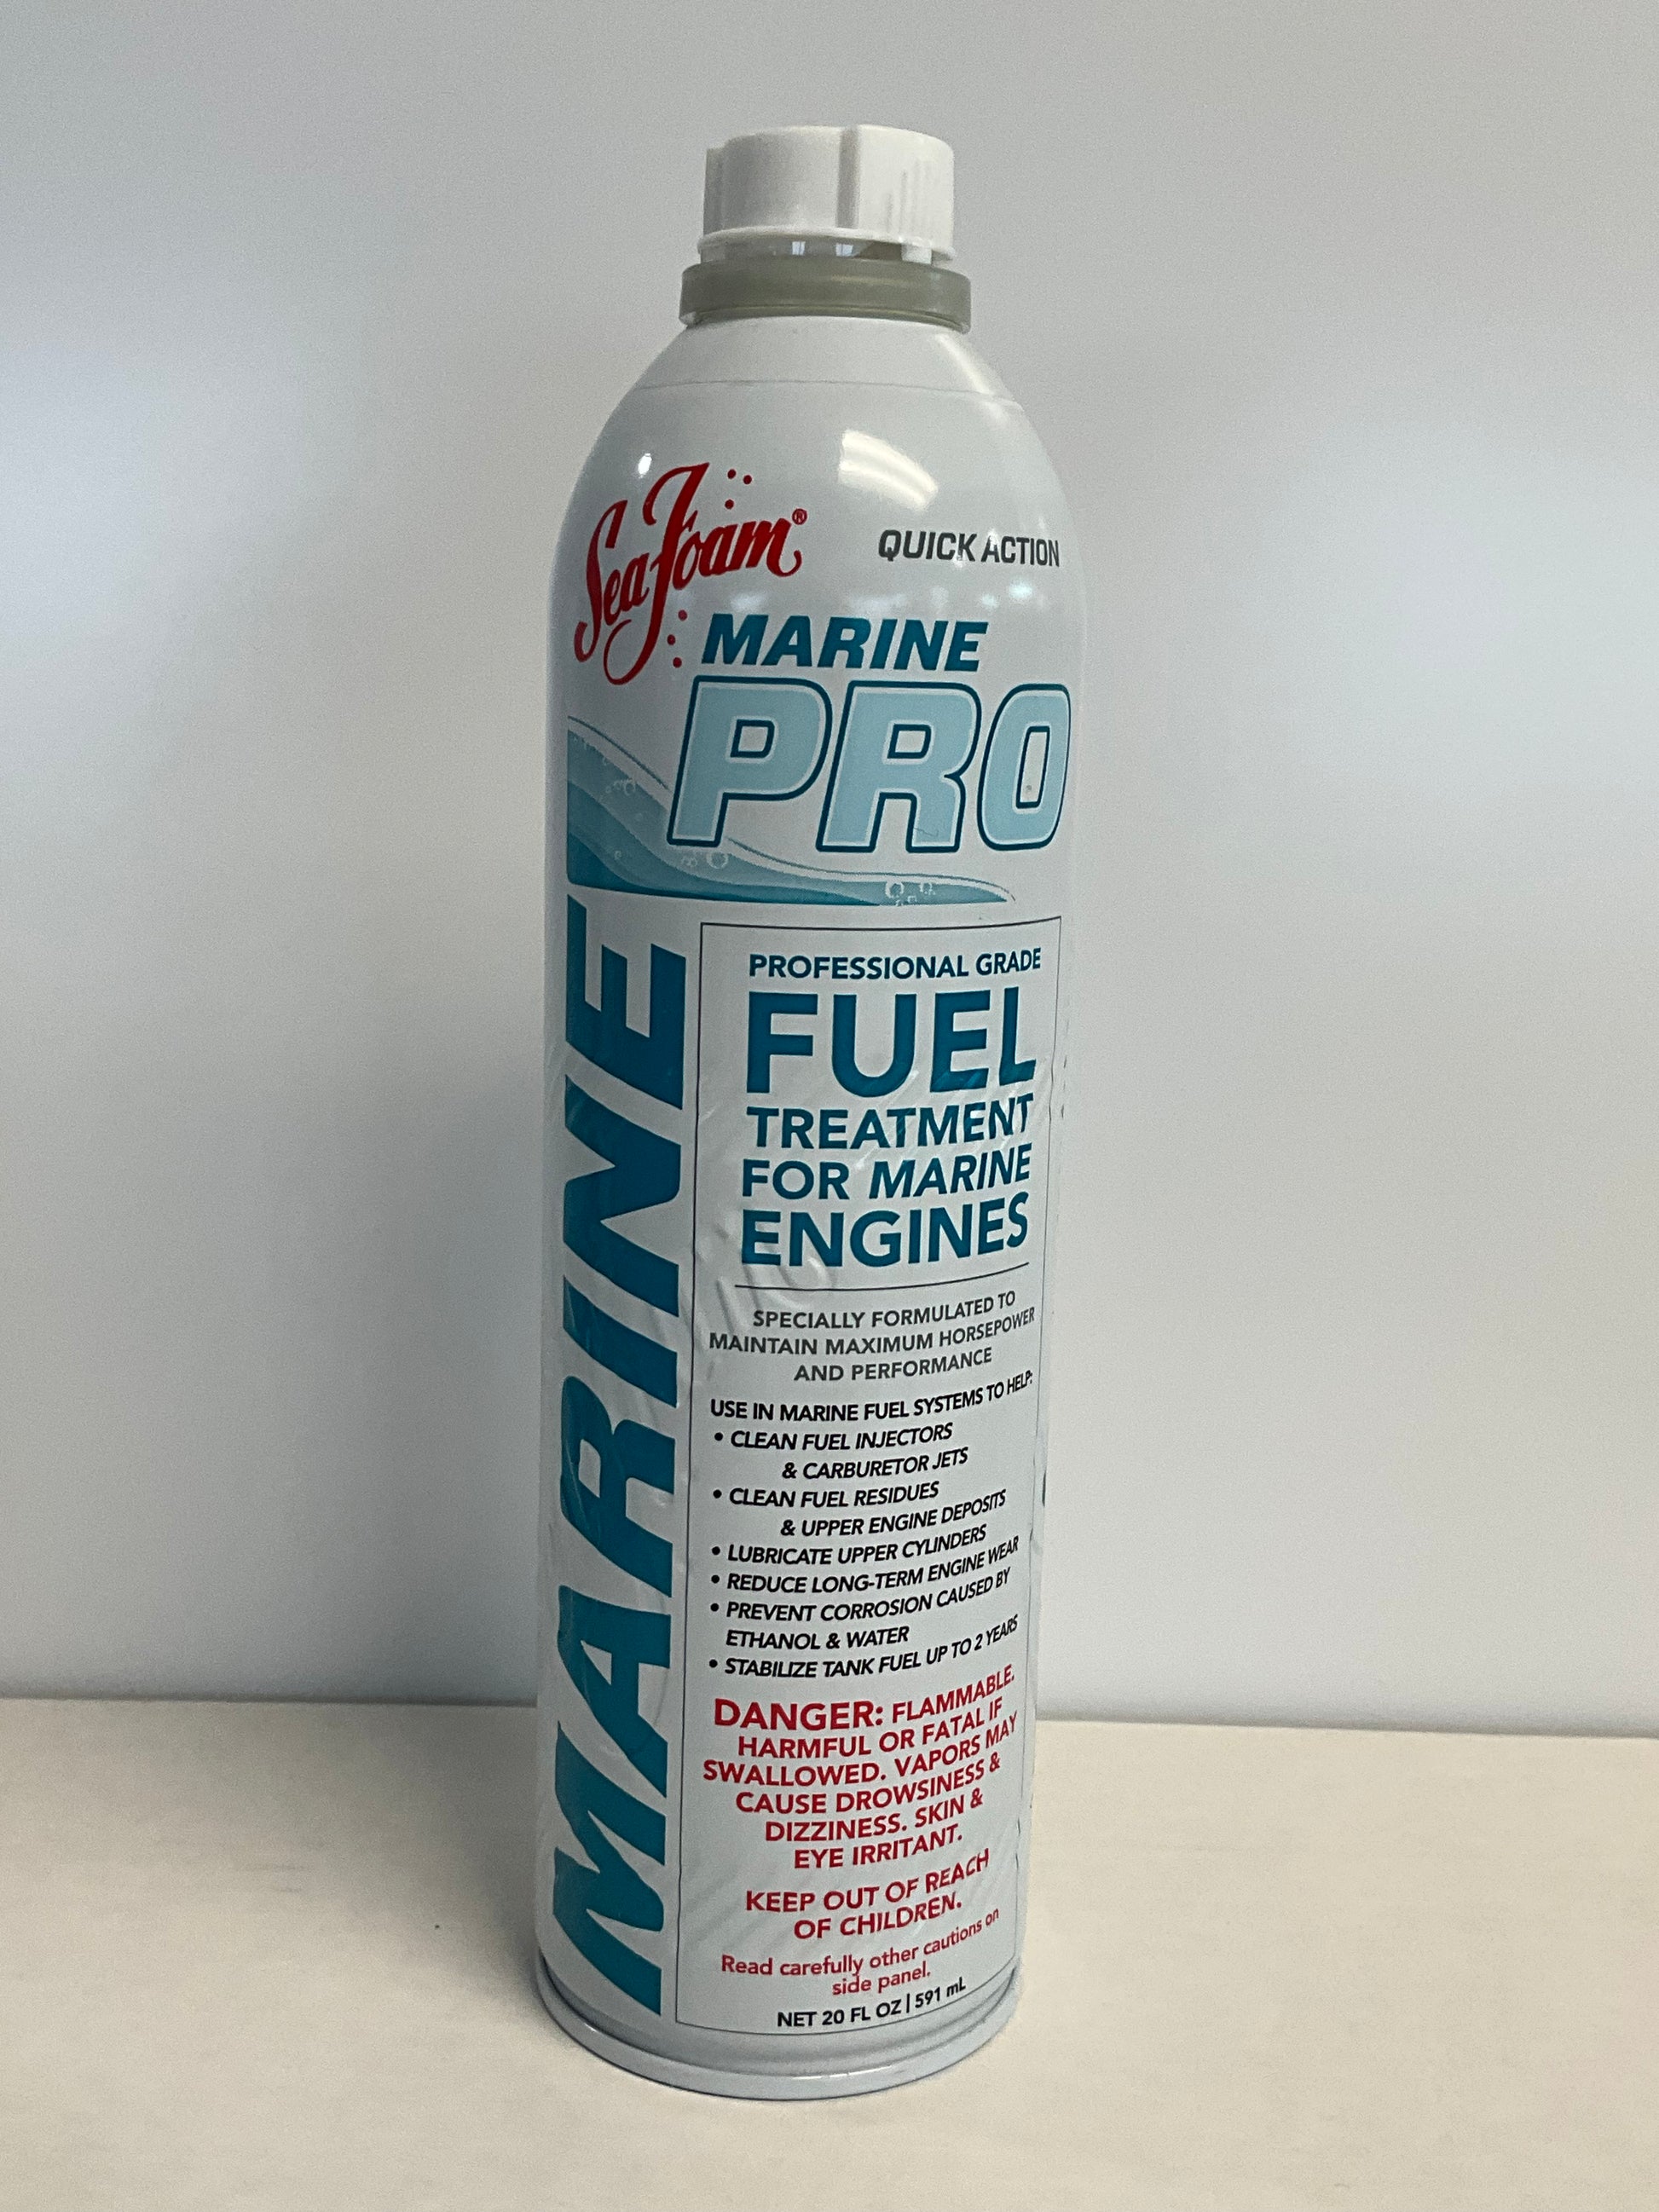 Sea Foam®
QUICK ACTION
MARINE
PRO
MARINE
PROFESSIONAL GRADE
FUEL
TREATMENT
FOR MARINE
ENGINES
SPECIALLY FORMULATED TO
MAINTAIN MAXIMUM HORSEPOWER
AND PERFORMANCE
USE IN MARINE FUEL SYSTEMS TO HELP:
• CLEAN FUEL INJECTORS
& CARBURETOR JETS
• CLEAN FUEL RESIDUES
& UPPER ENGINE DEPOSITS
• LUBRICATE UPPER CYLINDERS
• REDUCE LONG-TERM ENGINE WEAR
• PREVENT CORROSION CAUSED BY
ETHANOL & WATER
• STABILIZE TANK FUEL UP TO 2 YEARS
DANGER: FLAMMABLE.
HARMFUL OR FATAL IF
SWALLOWED. VAPORS MAY
CAUSE DROWSINESS &
DIZZINESS. SKIN &
EYE IRRITANT.
KEEP OUT OF REACH
OF CHILDREN.
Read carefully other cautions on
side panel.
NET 20 FL OZ | 591 mL